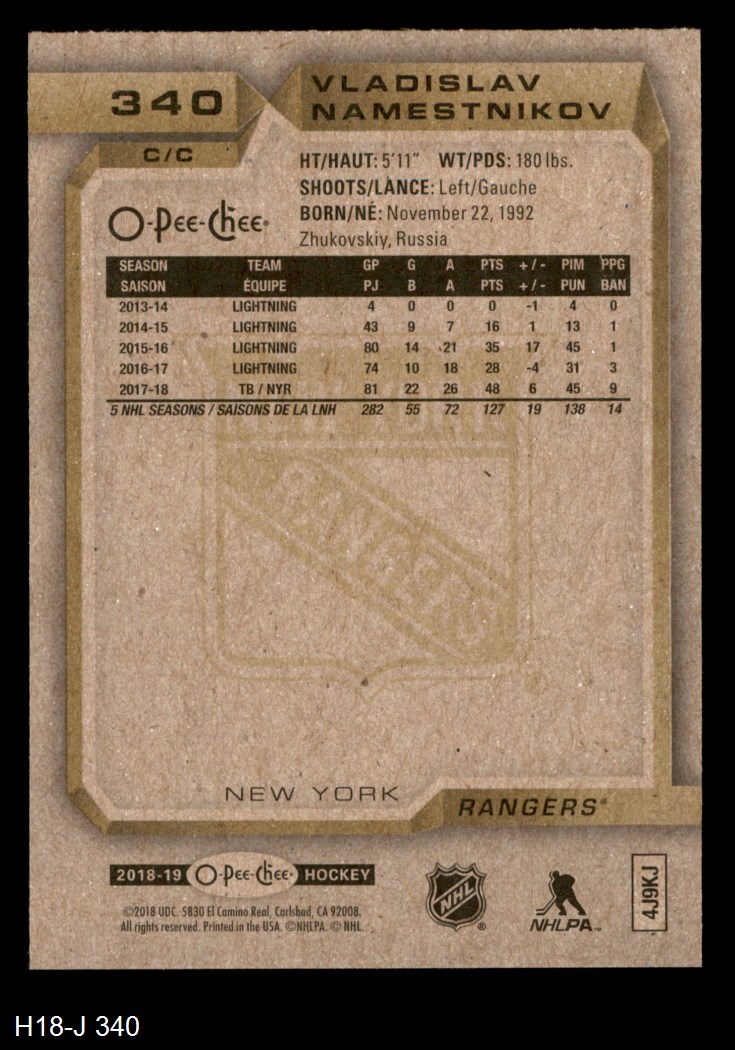 340
VLADISLAV
NAMESTNIKOV
C/C
HT/HAUT: 5'11" WT/PDS: 180 lbs.
SHOOTS/LANCE: Left/Gauche
BORN/NÉ: November 22, 1992
Zhukovskiy, Russia
O-Pee-Chee®
SEASON TEAM GP G A PTS +/- PIM PPG
SAISON ÉQUIPE PJ B A PTS +/- PUN BAN
2013-14 LIGHTNING 4 0 0 0 -1 4 0
2014-15 LIGHTNING 43 9 7 16 1 13 1
2015-16 LIGHTNING 80 14 21 35 17 45 1
2016-17 LIGHTNING 74 10 18 28 -4 31 3
2017-18 TB / NYR 81 22 26 48 6 45 9
5 NHL SEASONS / SAISONS DE LA LNH 282 55 72 127 19 138 14
NEW YORK
RANGERS
NEW YORK
RANGERS®
2018-19 O-Pee-Chee® HOCKEY
©2018 UDC. 5830 El Camino Real, Carlsbad, CA 92008.
All rights reserved. Printed in the USA. ©NHLPA. © NHL.
NHL®
NHLPA™
4J9KJ
H18-J 340